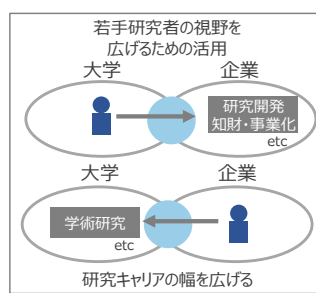 若手研究者の視野を
広げるための活用
大学
企業
研究開発
知財・事業化
etc
大学
企業
学術研究
etc
研究キャリアの幅を広げる